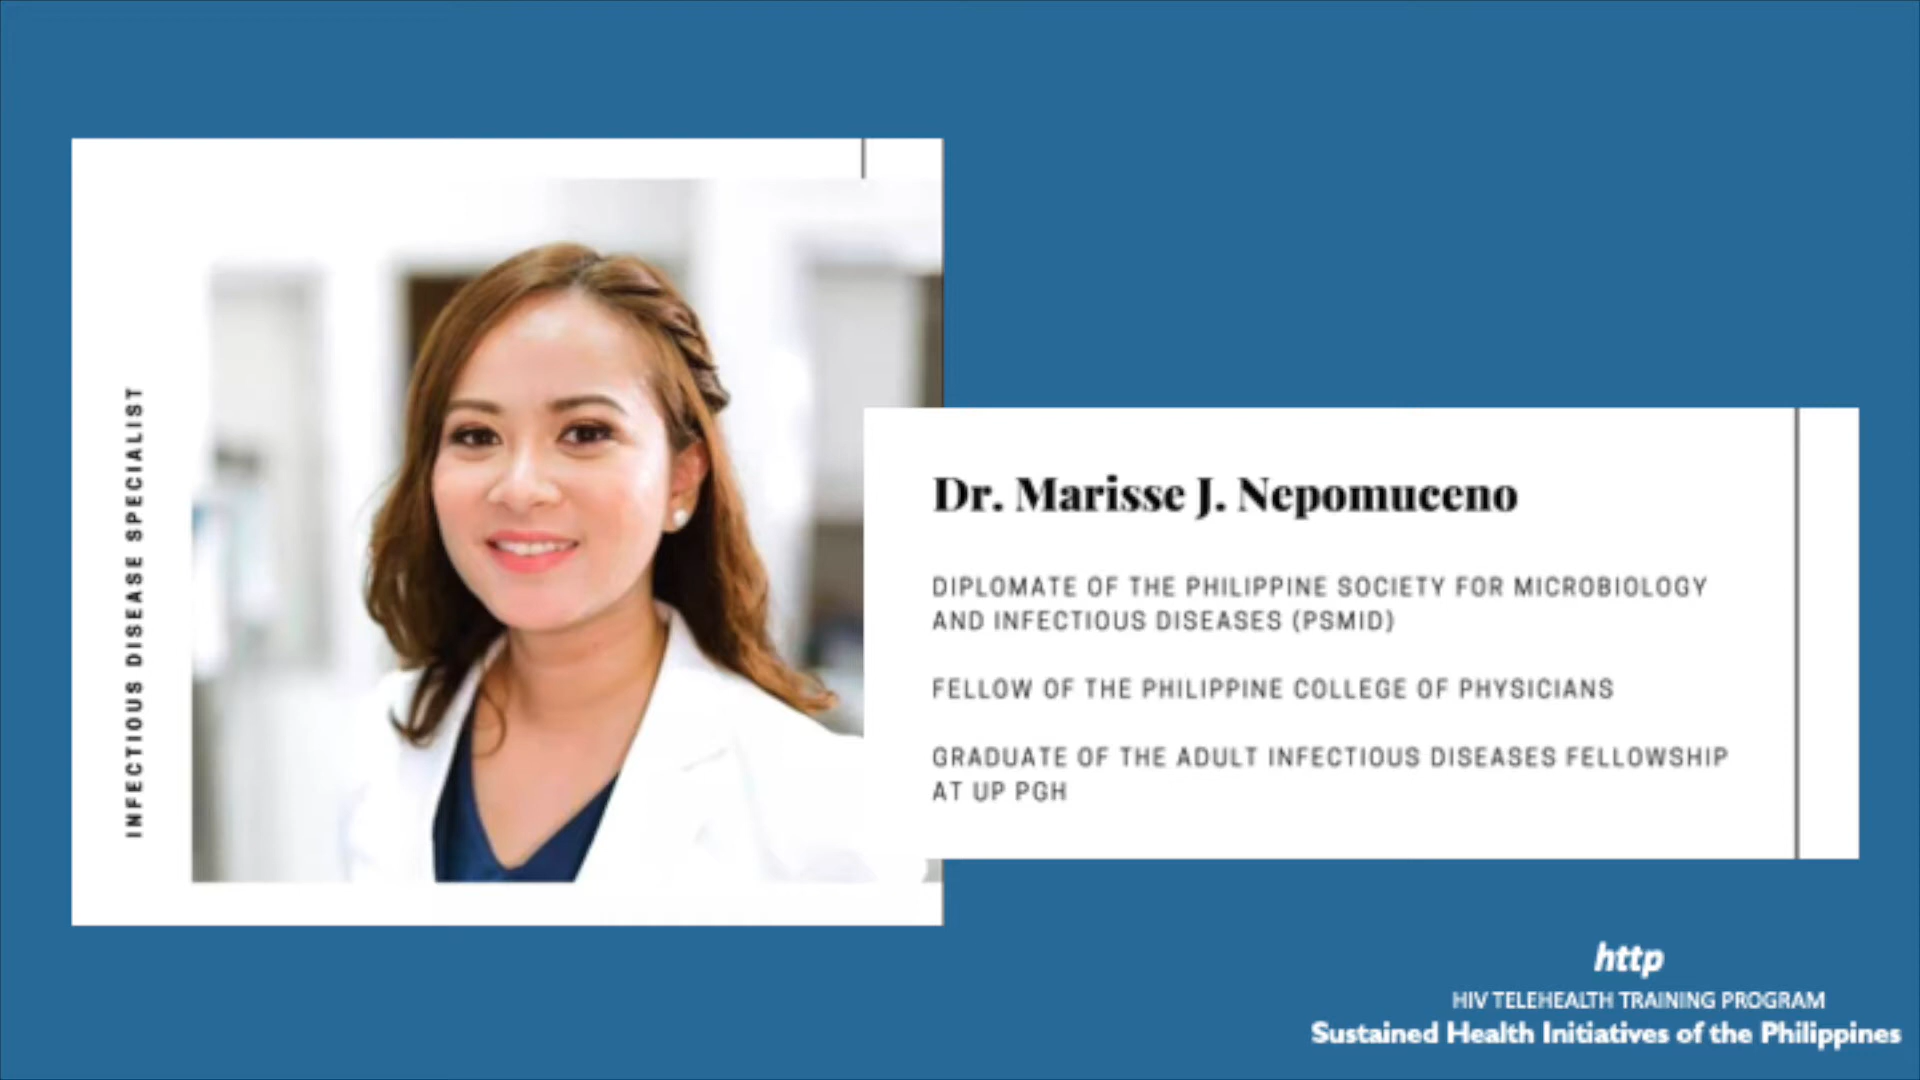 INFECTIOUS DISEASE SPECIALIST
Dr. Marisse J. Nepomuceno
DIPLOMATE OF THE PHILIPPINE SOCIETY FOR MICROBIOLOGY
AND INFECTIOUS DISEASES (PSMID)
FELLOW OF THE PHILIPPINE COLLEGE OF PHYSICIANS
GRADUATE OF THE ADULT INFECTIOUS DISEASES FELLOWSHIP
AT UP PGH
http
HIV TELEHEALTH TRAINING PROGRAM
Sustained Health Initiatives of the Philippines